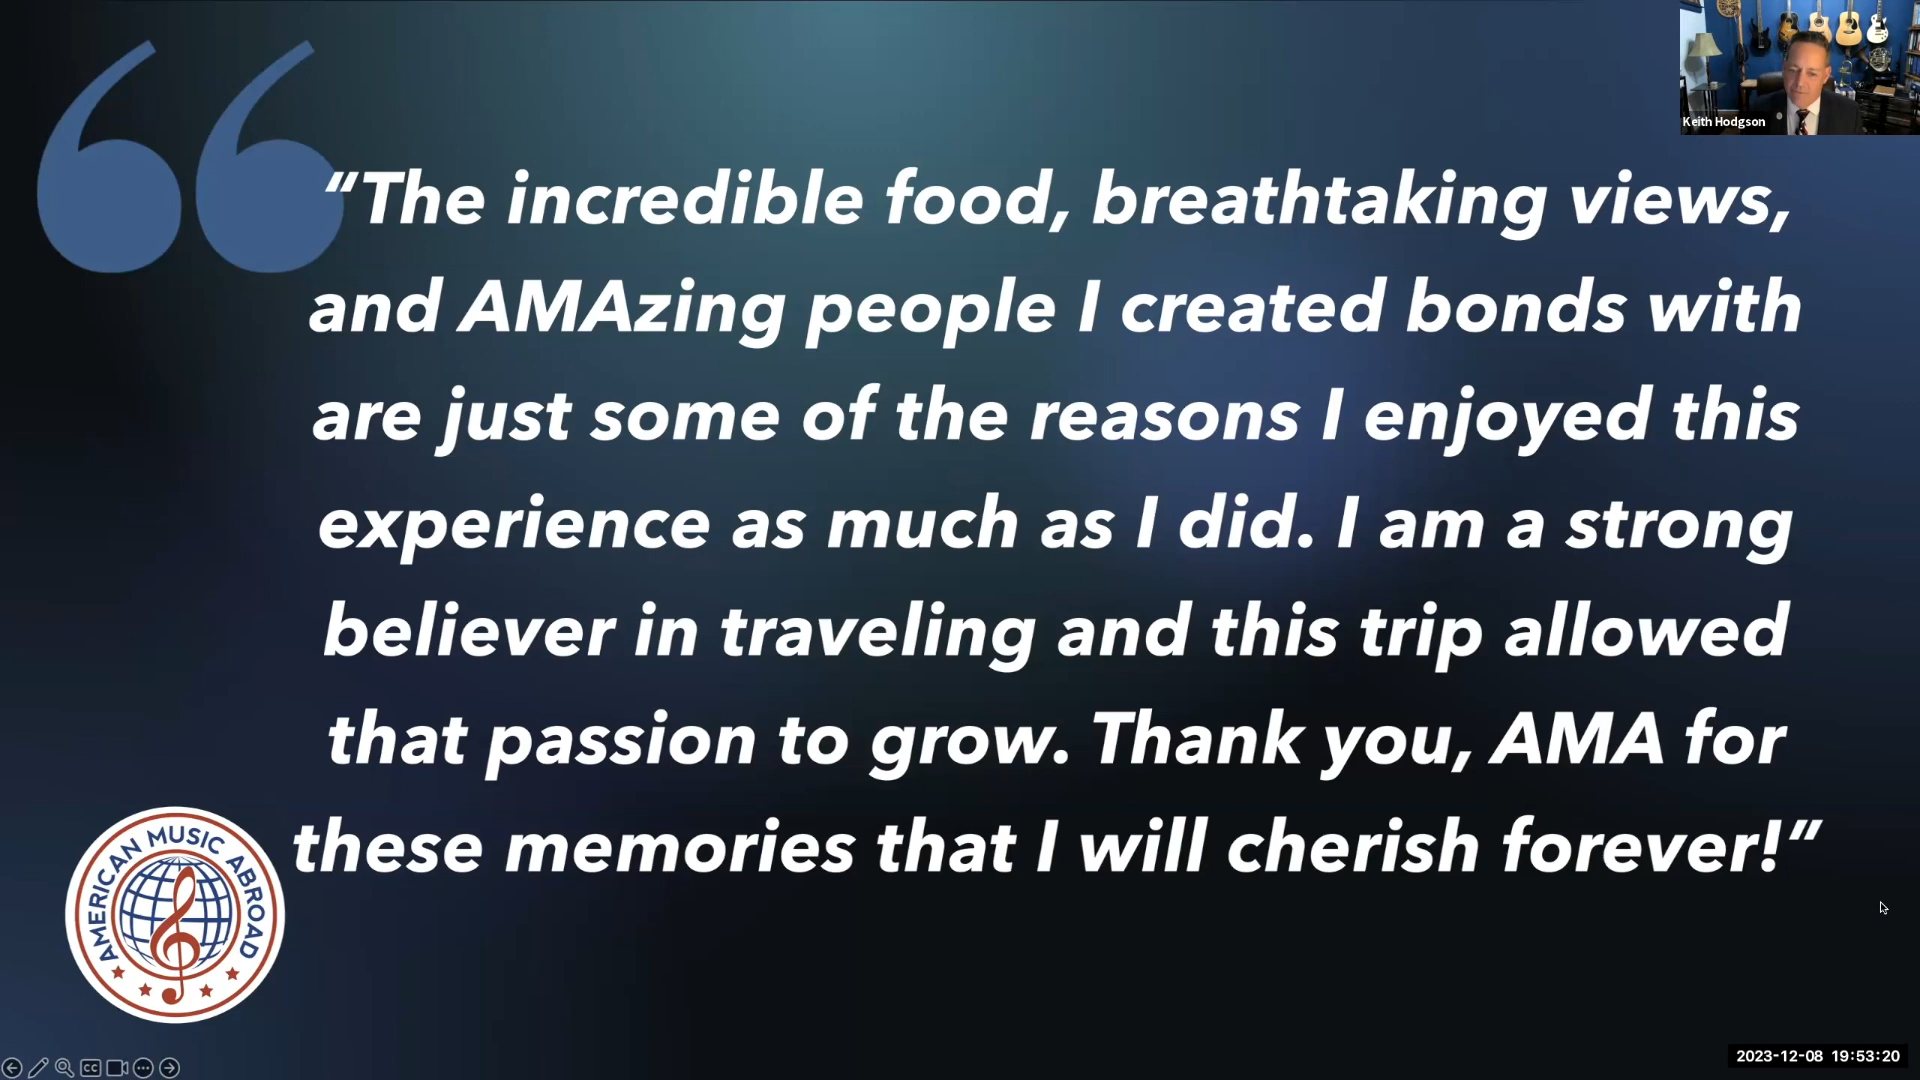 Keith Hodgson
“The incredible food, breathtaking views,
and AMAzing people I created bonds with
are just some of the reasons I enjoyed this
experience as much as I did. I am a strong
believer in traveling and this trip allowed
that passion to grow. Thank you, AMA for
these memories that I will cherish forever!”
AMERICAN MUSIC ABROAD
CC
2023-12-08 19:53:20